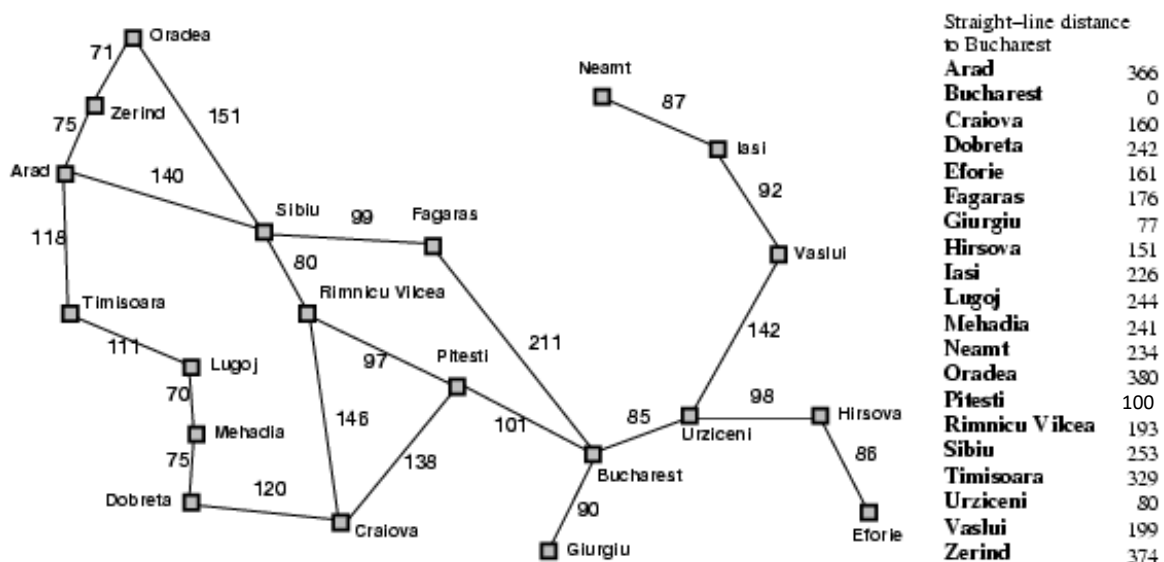 Oradea
71
Neamt
Zerind
87
151
75
Iasi
Arad
140
92
Sibiu
99
Fagaras
118
80
Vaslui
Timisoara
Rimnicu Vilcea
142
111
211
Lugoj
97
Pitesti
70
98
Hirsova
85
146
101
Urziceni
Mehadia
86
138
75
Bucharest
120
Dobreta
90
Craiova
Eforie
Giurgiu
Straight-line distance
to Bucharest
Arad 366
Bucharest 0
Craiova 160
Dobreta 242
Eforie 161
Fagaras 176
Giurgiu 77
Hirsova 151
Iasi 226
Lugoj 244
Mehadia 241
Neamt 234
Oradea 380
Pitesti 100
Rimnicu Vilcea 193
Sibiu 253
Timisoara 329
Urziceni 80
Vaslui 199
Zerind 374